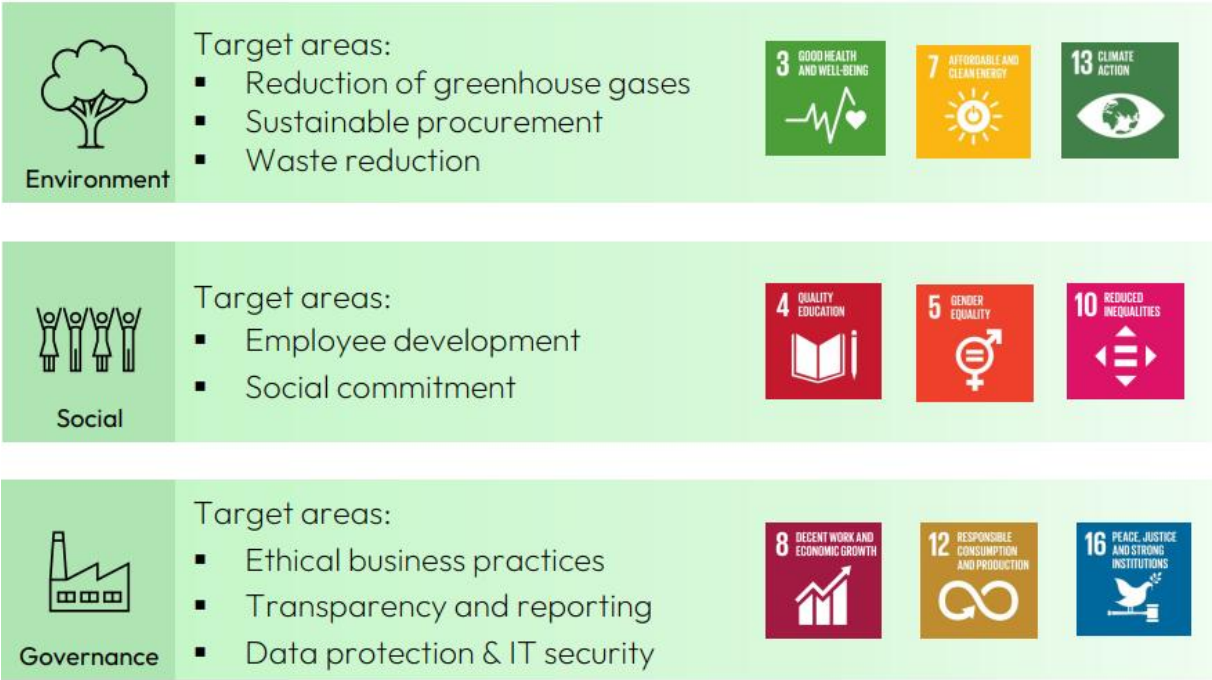 Target areas:
▪ Reduction of greenhouse gases
▪ Sustainable procurement
▪ Waste reduction
Environment
3 GOOD HEALTH
AND WELL-BEING
7 AFFORDABLE AND
CLEAN ENERGY
13 CLIMATE
ACTION
Target areas:
▪ Employee development
▪ Social commitment
Social
4 QUALITY
EDUCATION
5 GENDER
EQUALITY
10 REDUCED
INEQUALITIES
Target areas:
▪ Ethical business practices
▪ Transparency and reporting
▪ Data protection & IT security
Governance
8 DECENT WORK AND
ECONOMIC GROWTH
12 RESPONSIBLE
CONSUMPTION
AND PRODUCTION
16 PEACE, JUSTICE
AND STRONG
INSTITUTIONS